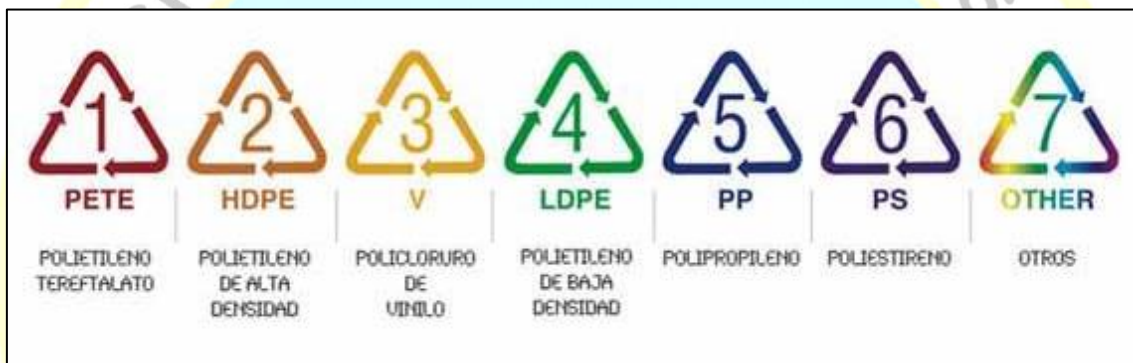 1 2 3 4 5 6 7
PETE HDPE V LDPE PP PS OTHER
POLIETILENO TEREFTALATO
POLIETILENO DE ALTA DENSIDAD
POLICLORURO DE VINILO
POLIETILENO DE BAJA DENSIDAD
POLIPROPILENO
POLIESTIRENO
OTROS